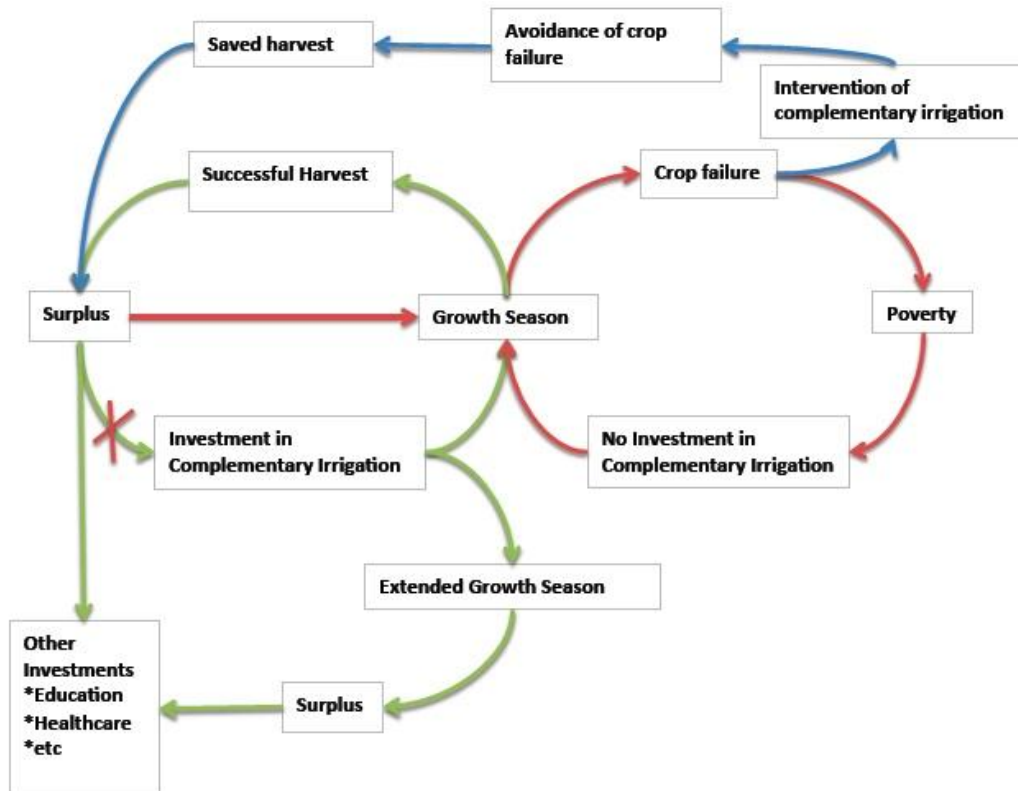 Saved harvest
Avoidance of crop
failure
Intervention of
complementary irrigation
Successful Harvest
Crop failure
Surplus
Growth Season
Poverty
Investment in
Complementary Irrigation
No Investment in
Complementary Irrigation
Extended Growth Season
Other
Investments
*Education
*Healthcare
*etc
Surplus